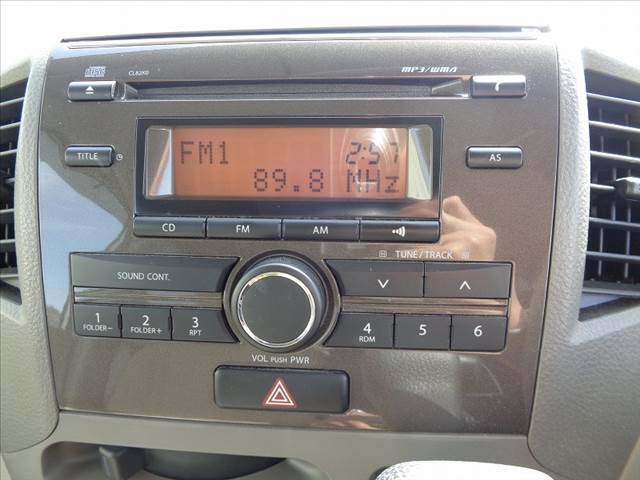 CL82K0 MP3/WMA
TITLE
FM1 2:57
89.8 MHz
AS
CD FM AM
TUNE/TRACK
SOUND CONT.
1 2 3 4 5 6
FOLDER− FOLDER+ RPT RDM
VOL PUSH PWR